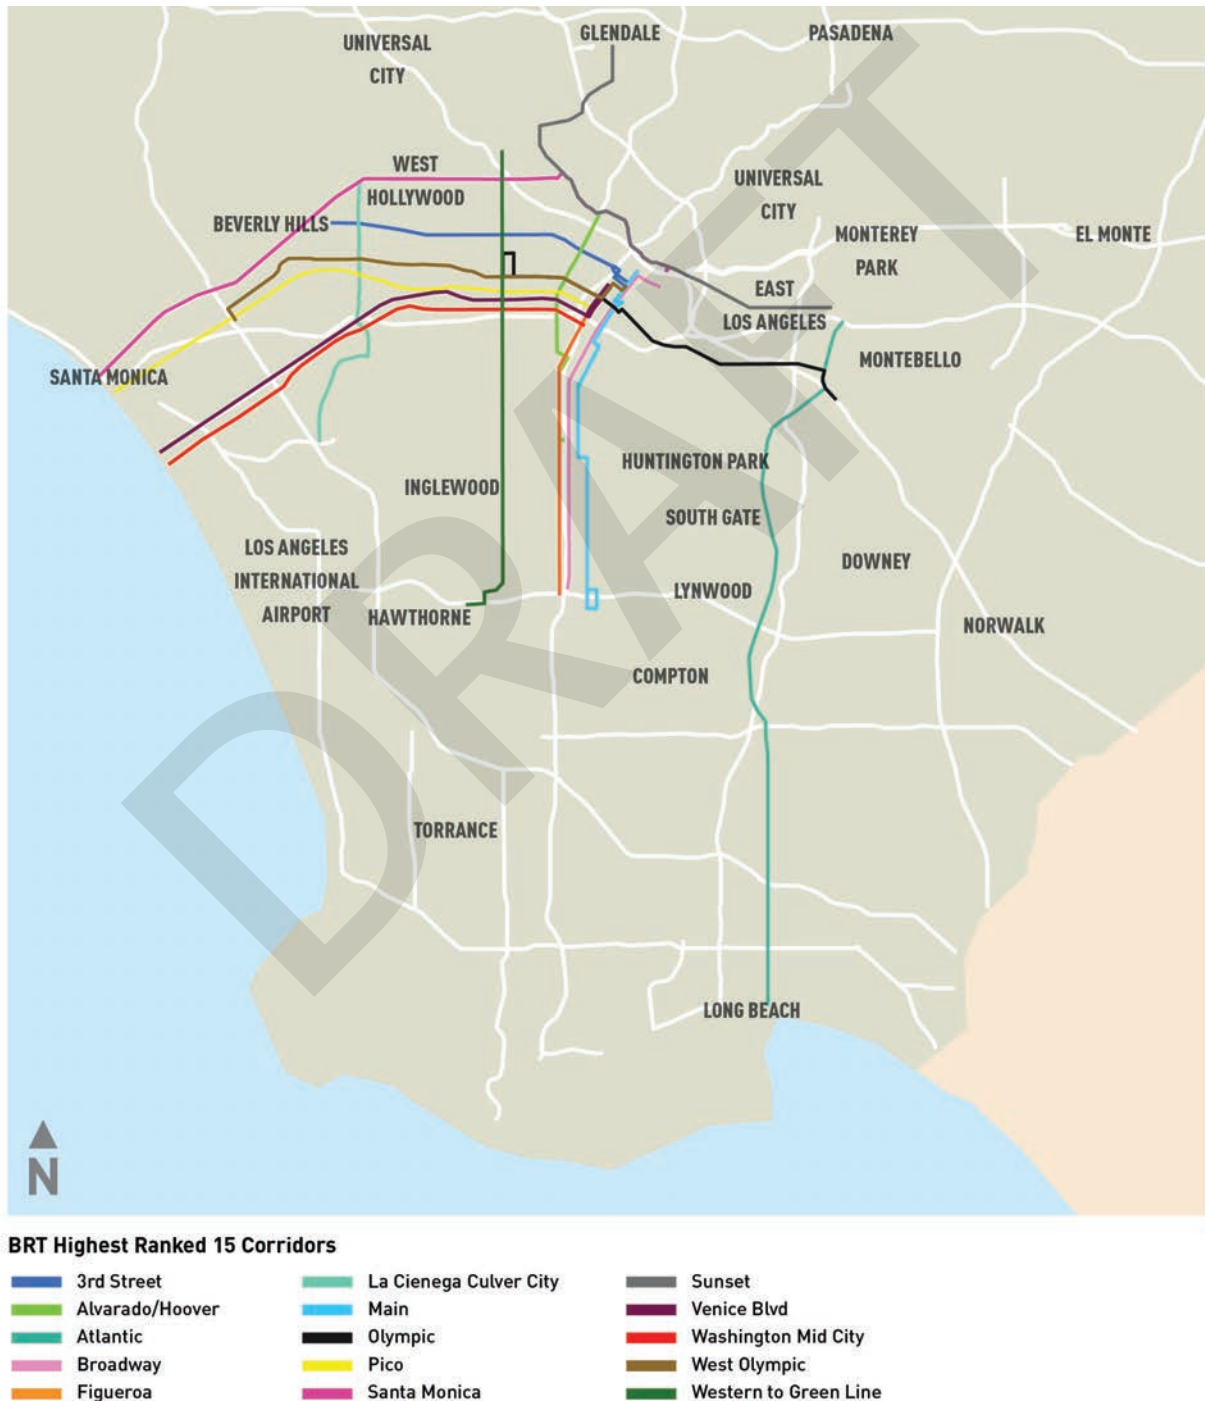 GLENDALE
PASADENA
UNIVERSAL
CITY
WEST
HOLLYWOOD
UNIVERSAL
CITY
BEVERLY HILLS
MONTEREY
PARK
EL MONTE
EAST
LOS ANGELES
MONTEBELLO
SANTA MONICA
HUNTINGTON PARK
INGLEWOOD
SOUTH GATE
LOS ANGELES
INTERNATIONAL
AIRPORT
DOWNEY
LYNWOOD
HAWTHORNE
NORWALK
COMPTON
TORRANCE
LONG BEACH
DRAFT
N
BRT Highest Ranked 15 Corridors
3rd Street
Alvarado/Hoover
Atlantic
Broadway
Figueroa
La Cienega Culver City
Main
Olympic
Pico
Santa Monica
Sunset
Venice Blvd
Washington Mid City
West Olympic
Western to Green Line